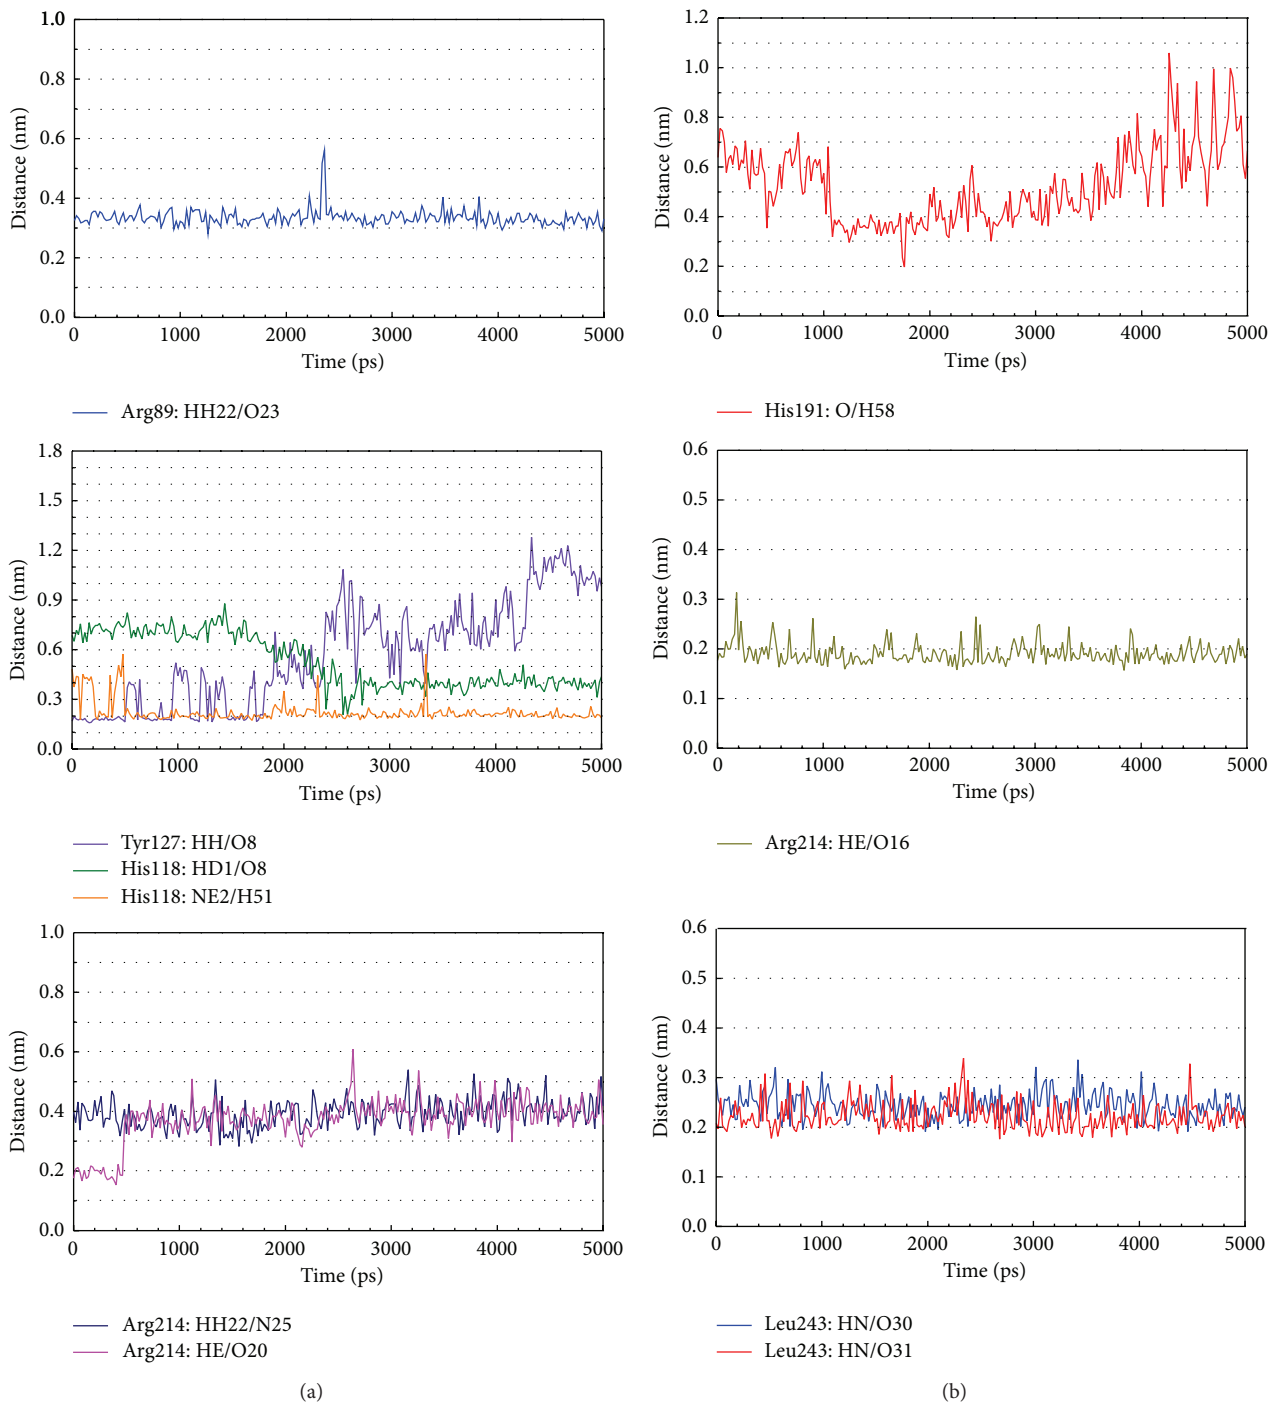 1.0
0.8
0.6
0.4
0.2
0.0
Distance (nm)
0 1000 2000 3000 4000 5000
Time (ps)
Arg89: HH22/O23
1.2
1.0
0.8
0.6
0.4
0.2
0.0
Distance (nm)
0 1000 2000 3000 4000 5000
Time (ps)
His191: O/H58
1.8
1.5
1.2
0.9
0.6
0.3
0.0
Distance (nm)
0 1000 2000 3000 4000 5000
Time (ps)
Tyr127: HH/O8
His118: HD1/O8
His118: NE2/H51
0.6
0.5
0.4
0.3
0.2
0.1
0.0
Distance (nm)
0 1000 2000 3000 4000 5000
Time (ps)
Arg214: HE/O16
1.0
0.8
0.6
0.4
0.2
0.0
Distance (nm)
0 1000 2000 3000 4000 5000
Time (ps)
Arg214: HH22/N25
Arg214: HE/O20
(a)
0.6
0.5
0.4
0.3
0.2
0.1
0.0
Distance (nm)
0 1000 2000 3000 4000 5000
Time (ps)
Leu243: HN/O30
Leu243: HN/O31
(b)